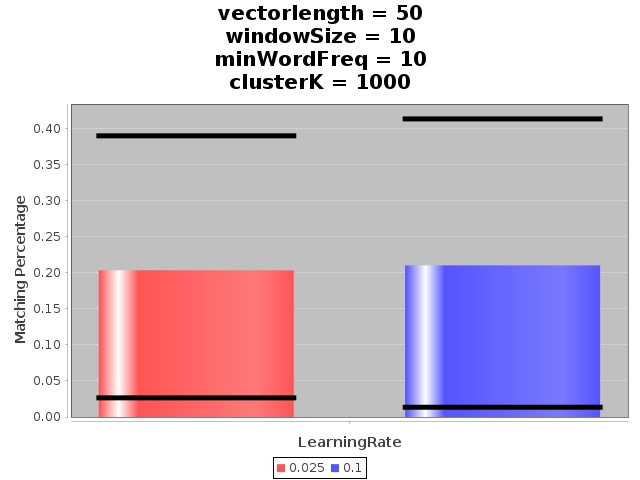 vectorlength = 50
windowSize = 10
minWordFreq = 10
clusterK = 1000
0.40
0.35
0.30
0.25
0.20
0.15
0.10
0.05
0.00
Matching Percentage
LearningRate
0.025 0.1